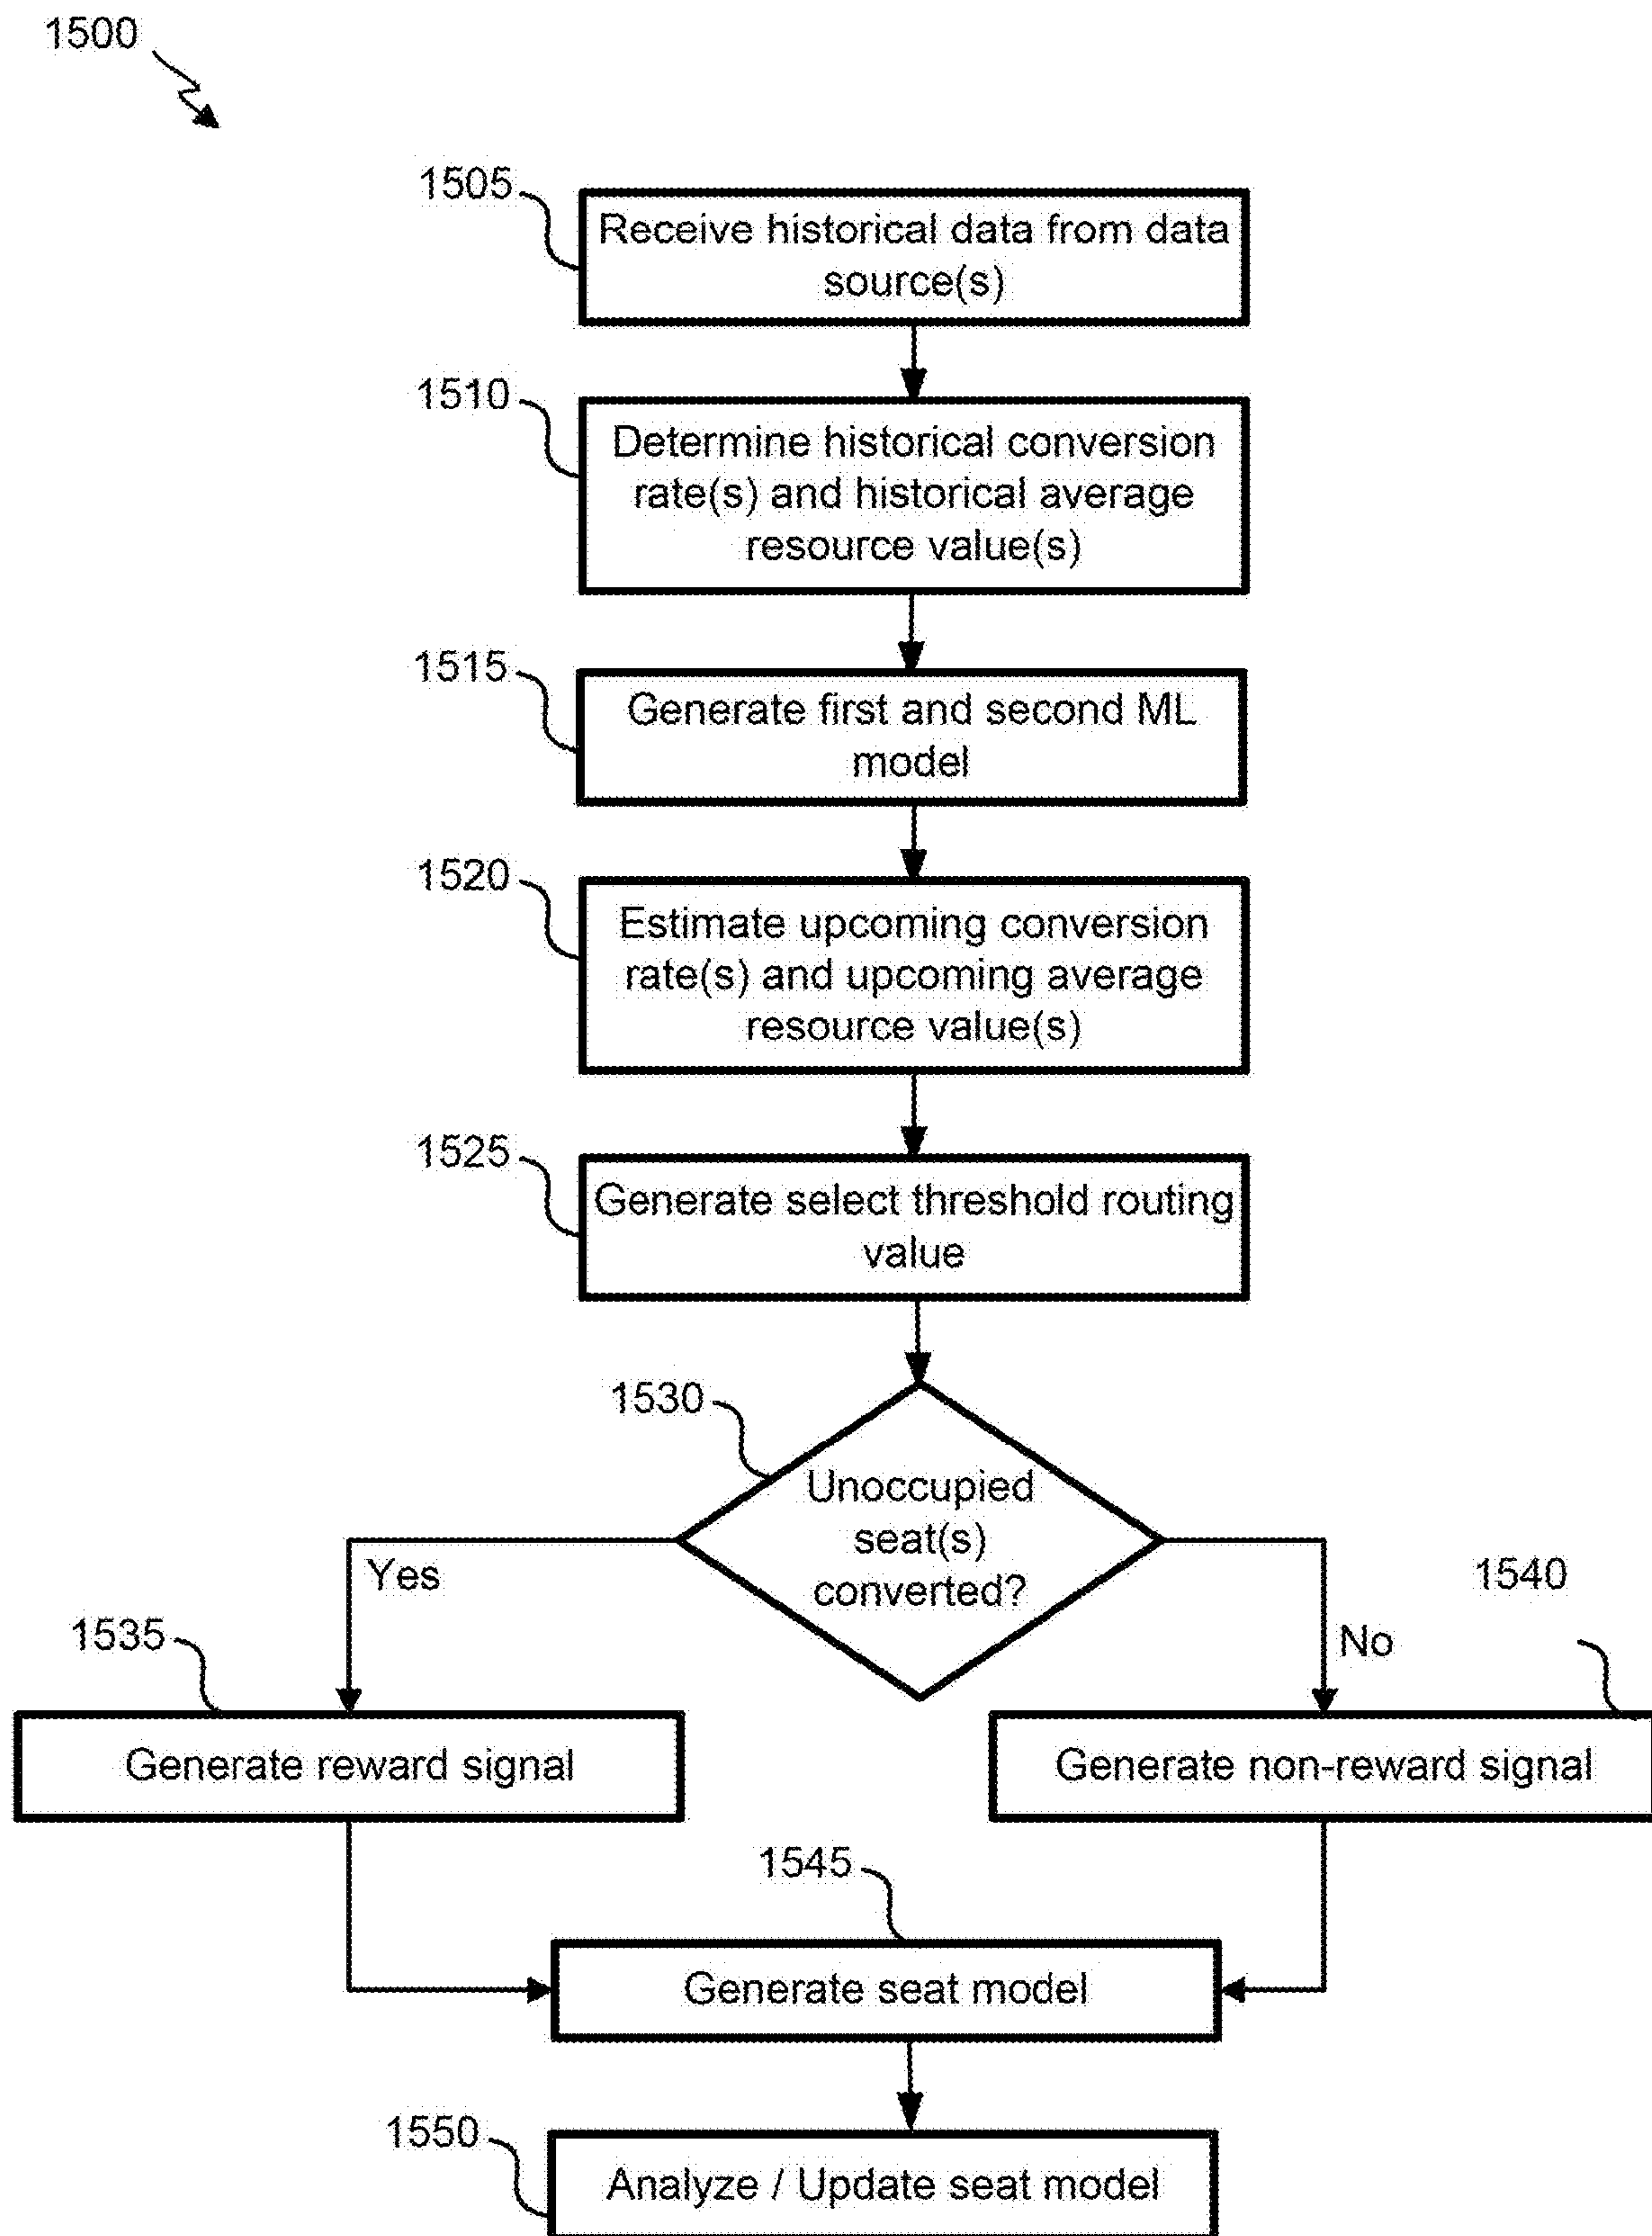 1500
1505
Receive historical data from data
source(s)
1510
Determine historical conversion
rate(s) and historical average
resource value(s)
1515
Generate first and second ML
model
1520
Estimate upcoming conversion
rate(s) and upcoming average
resource value(s)
1525
Generate select threshold routing
value
1530
Unoccupied
seat(s)
converted?
Yes
No
1535
1540
Generate reward signal
Generate non-reward signal
1545
Generate seat model
1550
Analyze / Update seat model